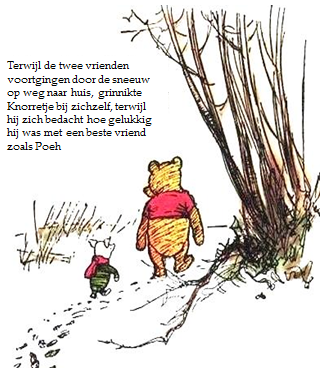 Terwijl de twee vrienden
voortgingen door de sneeuw
op weg naar huis, grinnikte
Knorretje bij zichzelf, terwijl
hij zich bedacht hoe gelukkig
hij was met een beste vriend
zoals Poeh